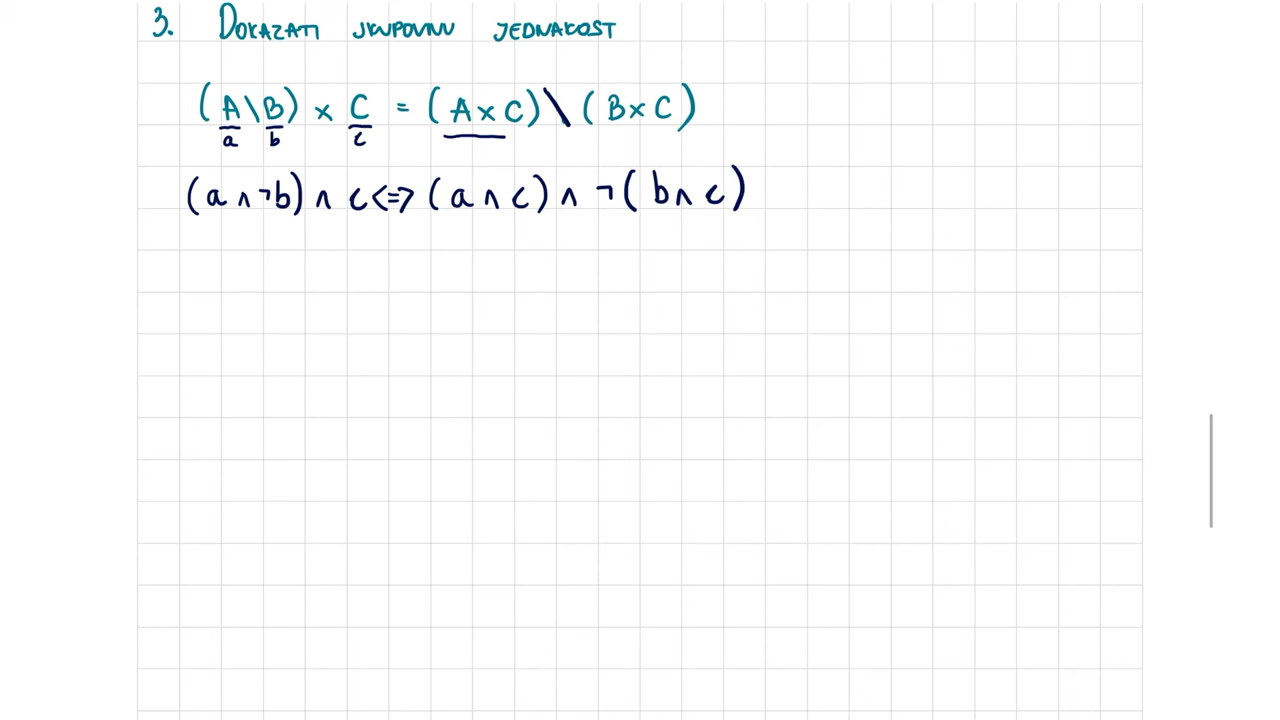 3. DOKAZATI SKUPOVNU JEDNAKOST
(A\B) × C = (A×C) \ (B×C)
a b c
(a ∧ ¬b) ∧ c <=> (a ∧ c) ∧ ¬(b ∧ c)